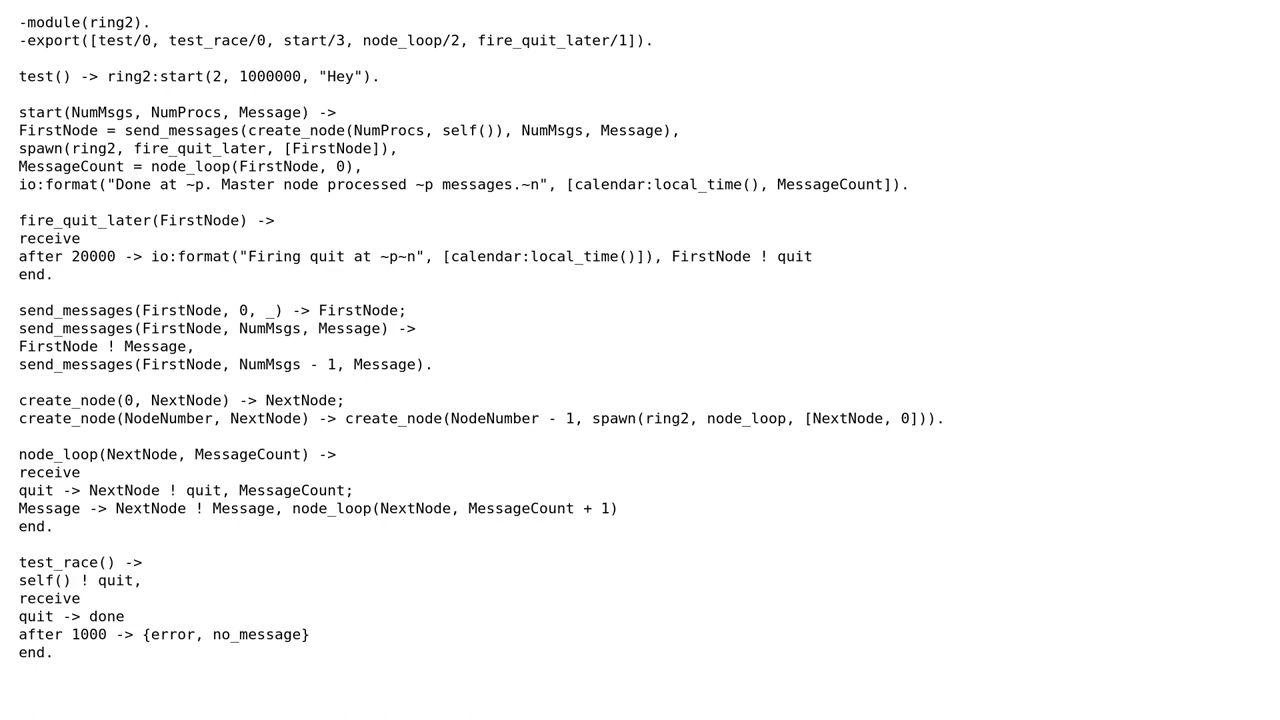 -module(ring2).
-export([test/0, test_race/0, start/3, node_loop/2, fire_quit_later/1]).

test() -> ring2:start(2, 1000000, "Hey").

start(NumMsgs, NumProcs, Message) ->
FirstNode = send_messages(create_node(NumProcs, self()), NumMsgs, Message),
spawn(ring2, fire_quit_later, [FirstNode]),
MessageCount = node_loop(FirstNode, 0),
io:format("Done at ~p. Master node processed ~p messages.~n", [calendar:local_time(), MessageCount]).

fire_quit_later(FirstNode) ->
receive
after 20000 -> io:format("Firing quit at ~p~n", [calendar:local_time()]), FirstNode ! quit
end.

send_messages(FirstNode, 0, _) -> FirstNode;
send_messages(FirstNode, NumMsgs, Message) ->
FirstNode ! Message,
send_messages(FirstNode, NumMsgs - 1, Message).

create_node(0, NextNode) -> NextNode;
create_node(NodeNumber, NextNode) -> create_node(NodeNumber - 1, spawn(ring2, node_loop, [NextNode, 0])).

node_loop(NextNode, MessageCount) ->
receive
quit -> NextNode ! quit, MessageCount;
Message -> NextNode ! Message, node_loop(NextNode, MessageCount + 1)
end.

test_race() ->
self() ! quit,
receive
quit -> done
after 1000 -> {error, no_message}
end.